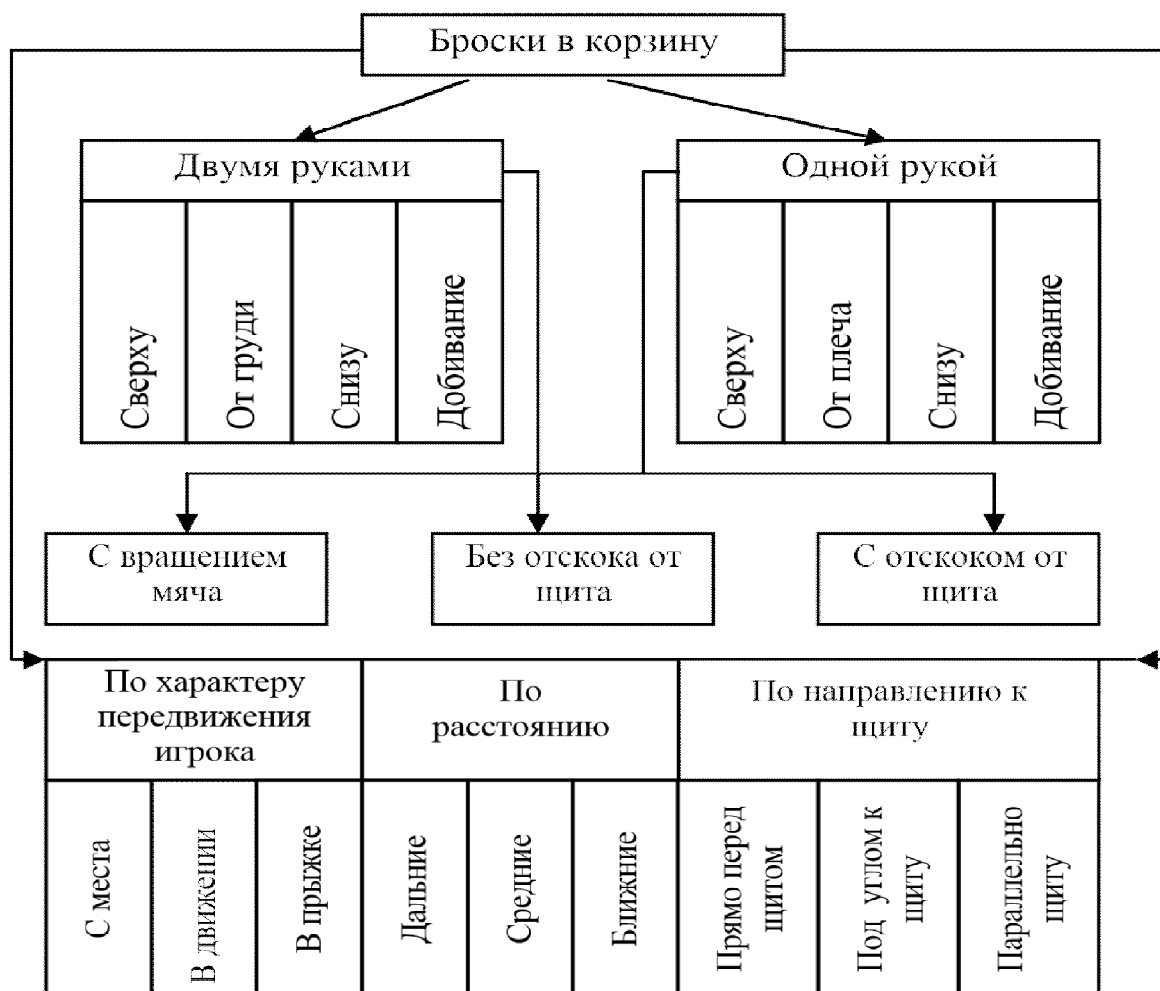 Броски в корзину
Двумя руками
Одной рукой
Сверху
От груди
Снизу
Добивание
Сверху
От плеча
Снизу
Добивание
С вращением
мяча
Без отскока от
щита
С отскоком от
щита
По характеру
передвижения
игрока
По
расстоянию
По направлению к
щиту
С места
В движении
В прыжке
Дальние
Средние
Ближние
Прямо перед
щитом
Под углом к
щиту
Параллельно
щиту